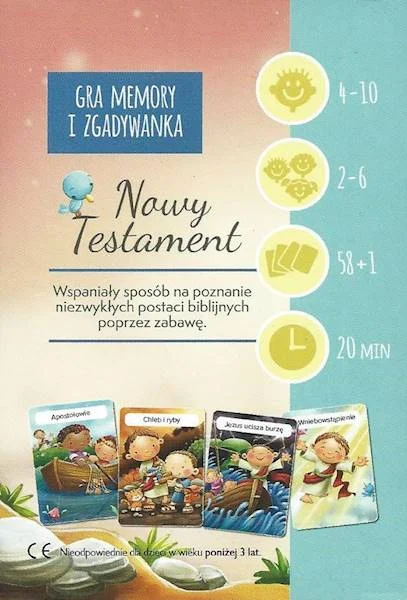 GRA MEMORY
I ZGADYWANKA
4-10
2-6
58+1
20 MIN
Nowy
Testament
Wspaniały sposób na poznanie
niezwykłych postaci biblijnych
poprzez zabawę.
Apostołowie
Chleb i ryby
Jezus ucisza burzę
Wniebowstąpienie
CE Nieodpowiednie dla dzieci w wieku poniżej 3 lat.